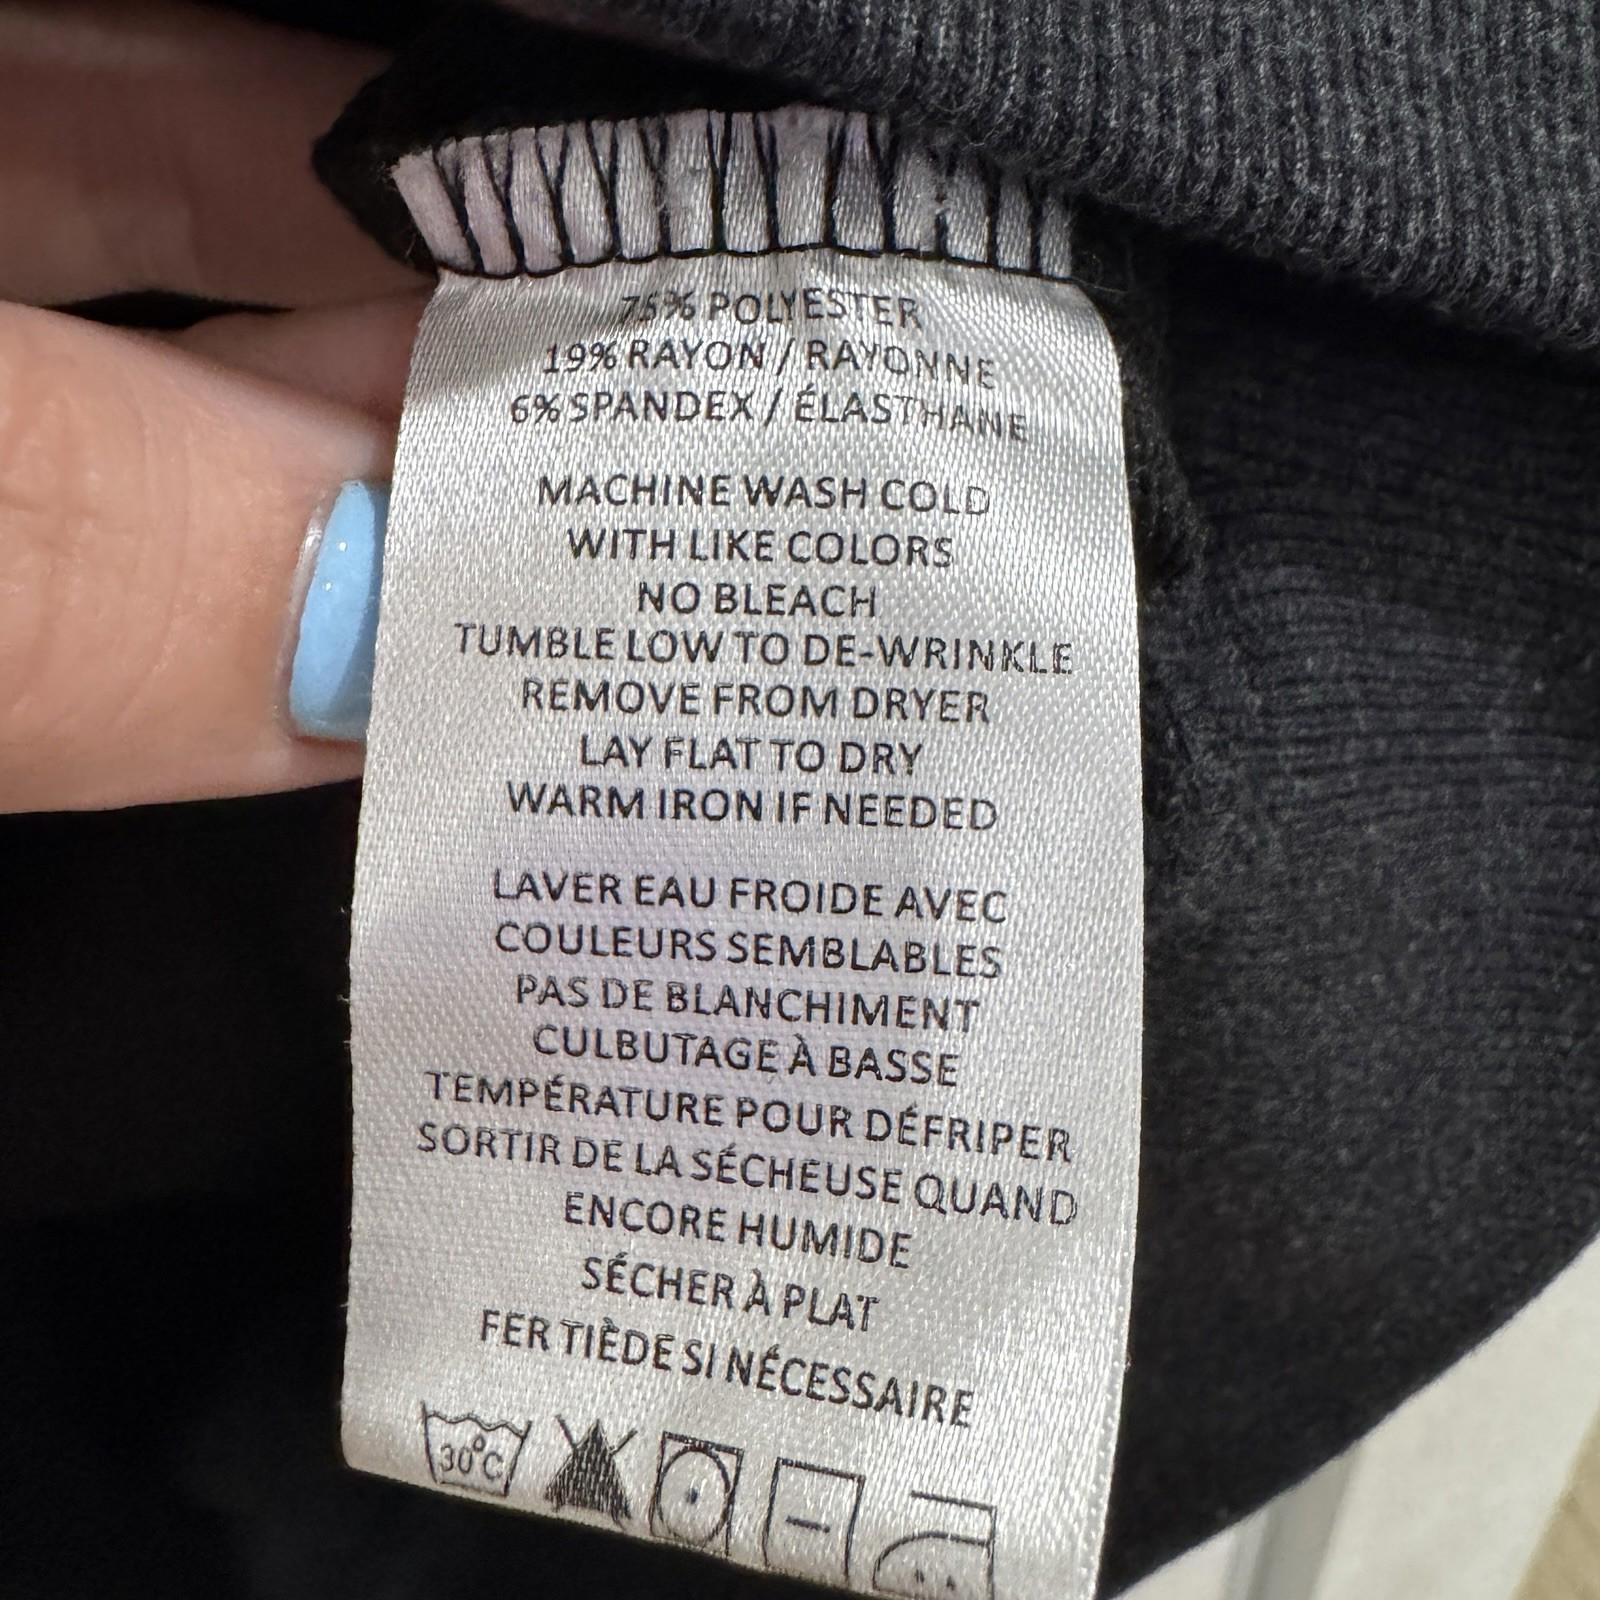 75% POLYESTER
19% RAYON / RAYONNE
6% SPANDEX / ÉLASTHANE
MACHINE WASH COLD
WITH LIKE COLORS
NO BLEACH
TUMBLE LOW TO DE-WRINKLE
REMOVE FROM DRYER
LAY FLAT TO DRY
WARM IRON IF NEEDED
LAVER EAU FROIDE AVEC
COULEURS SEMBLABLES
PAS DE BLANCHIMENT
CULBUTAGE À BASSE
TEMPÉRATURE POUR DÉFRIPER
SORTIR DE LA SÉCHEUSE QUAND
ENCORE HUMIDE
SÉCHER À PLAT
FER TIÈDE SI NÉCESSAIRE
30°C